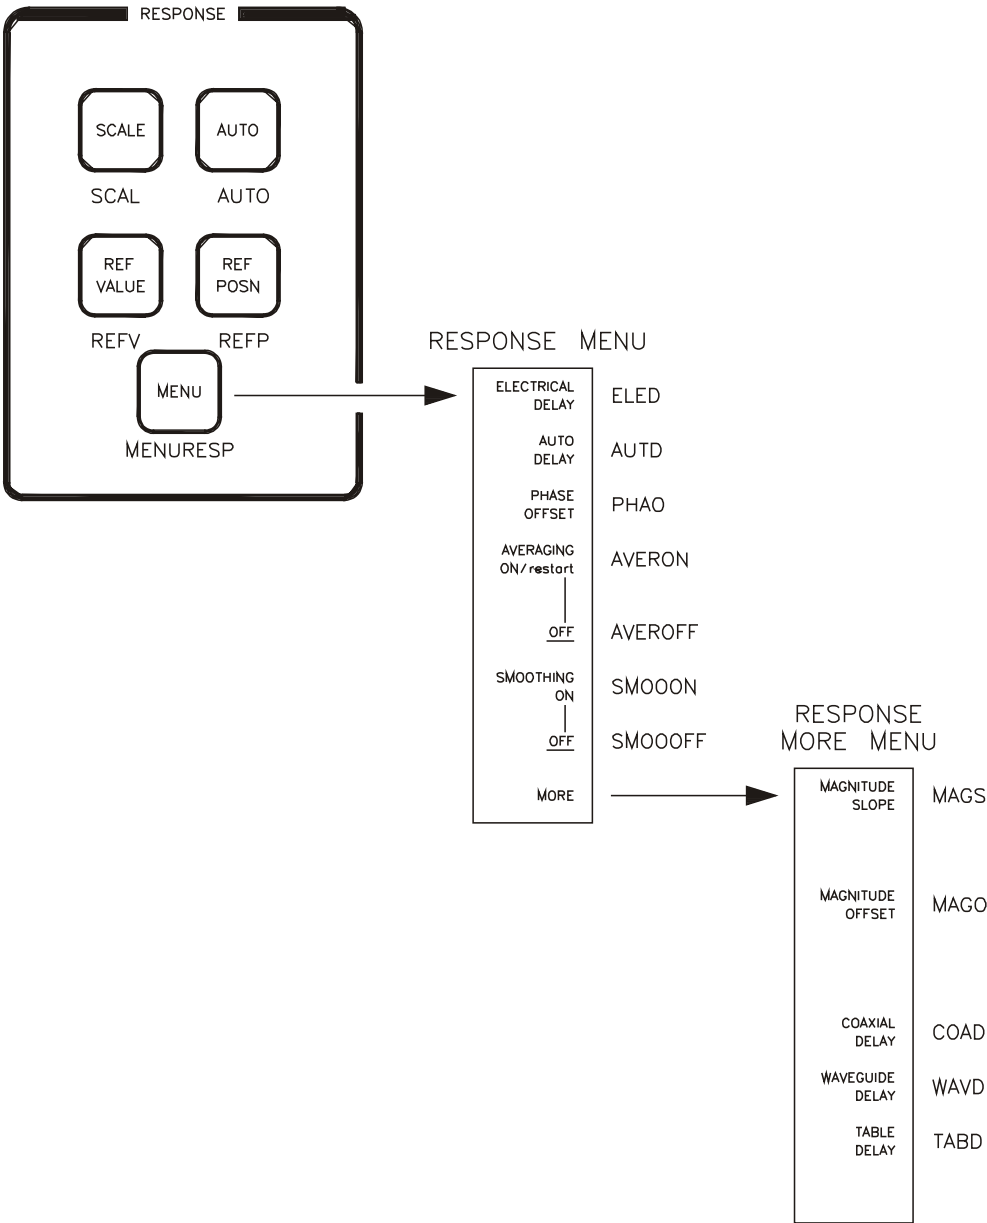 RESPONSE
SCALE
AUTO
SCAL
AUTO
REF
VALUE
REF
POSN
REFV
REFP
MENU
MENURESP
RESPONSE MENU
ELECTRICAL
DELAY
ELED
AUTO
DELAY
AUTD
PHASE
OFFSET
PHAO
AVERAGING
ON/restart
AVERON
OFF
AVEROFF
SMOOTHING
ON
SMOOON
OFF
SMOOOFF
MORE
RESPONSE
MORE MENU
MAGNITUDE
SLOPE
MAGS
MAGNITUDE
OFFSET
MAGO
COAXIAL
DELAY
COAD
WAVEGUIDE
DELAY
WAVD
TABLE
DELAY
TABD